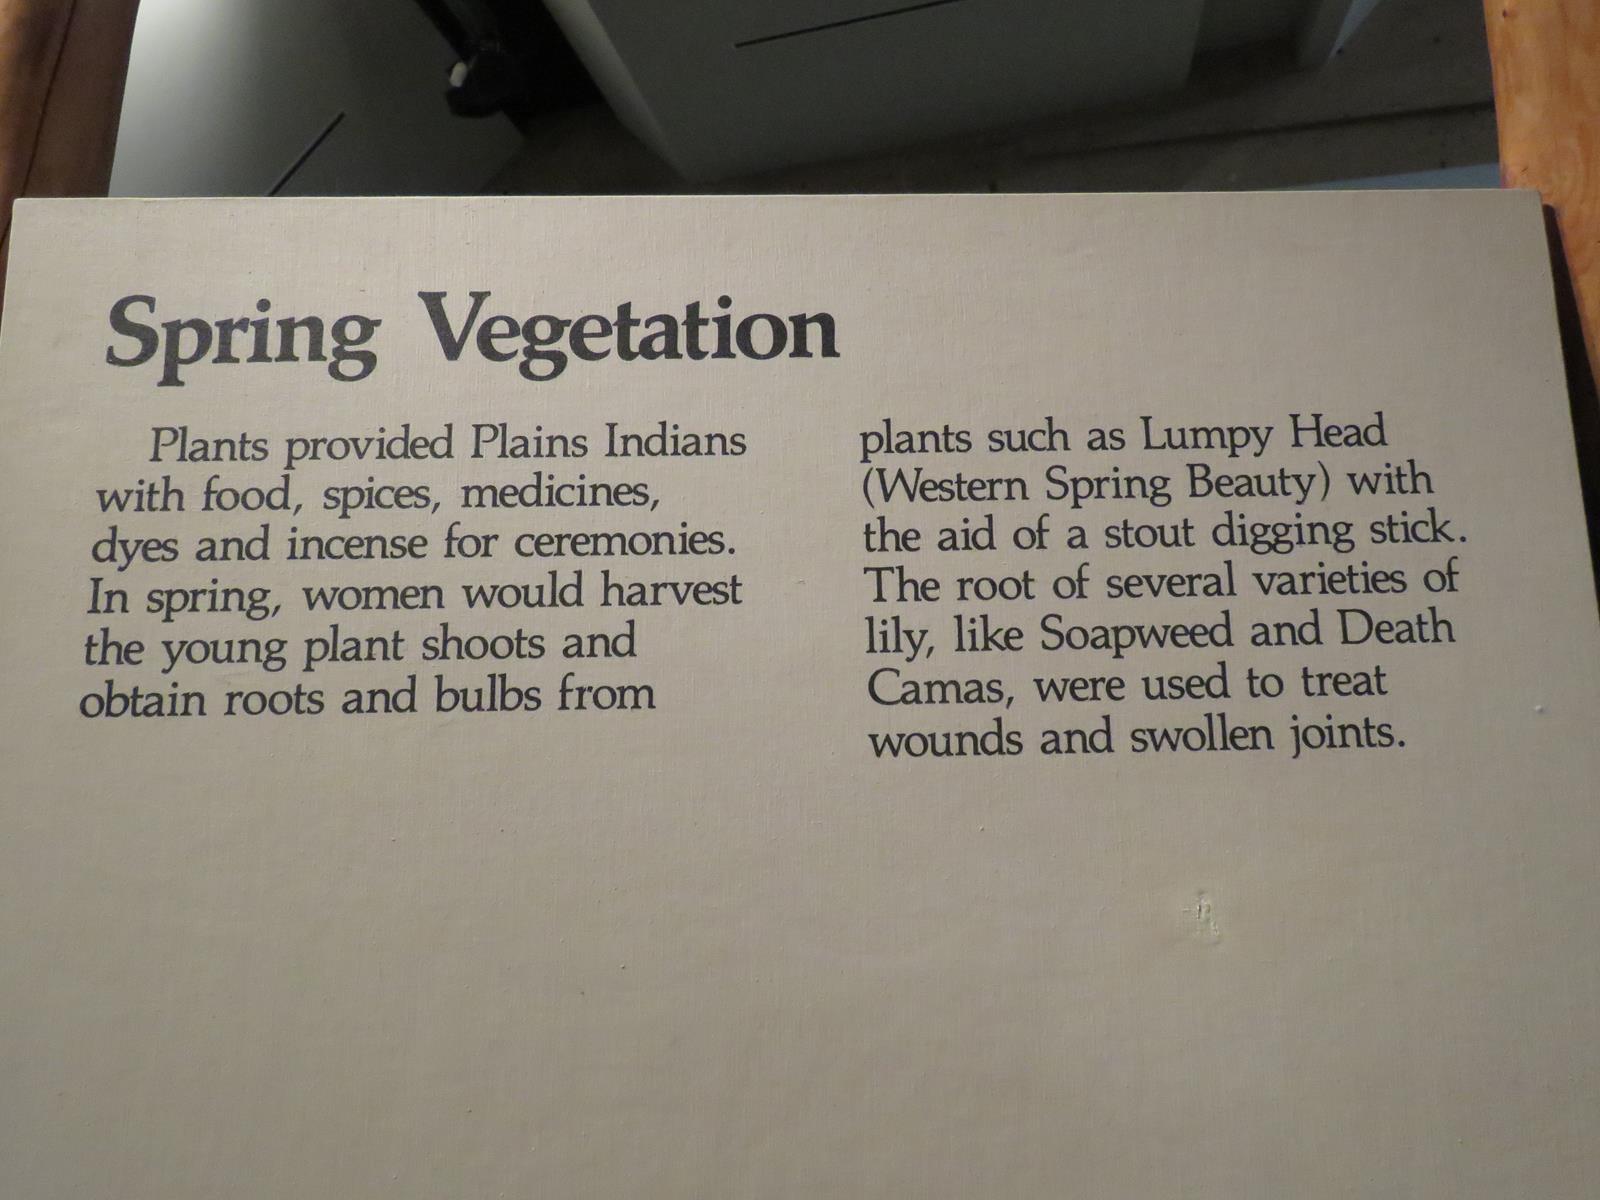 Spring Vegetation
Plants provided Plains Indians
with food, spices, medicines,
dyes and incense for ceremonies.
In spring, women would harvest
the young plant shoots and
obtain roots and bulbs from
plants such as Lumpy Head
(Western Spring Beauty) with
the aid of a stout digging stick.
The root of several varieties of
lily, like Soapweed and Death
Camas, were used to treat
wounds and swollen joints.